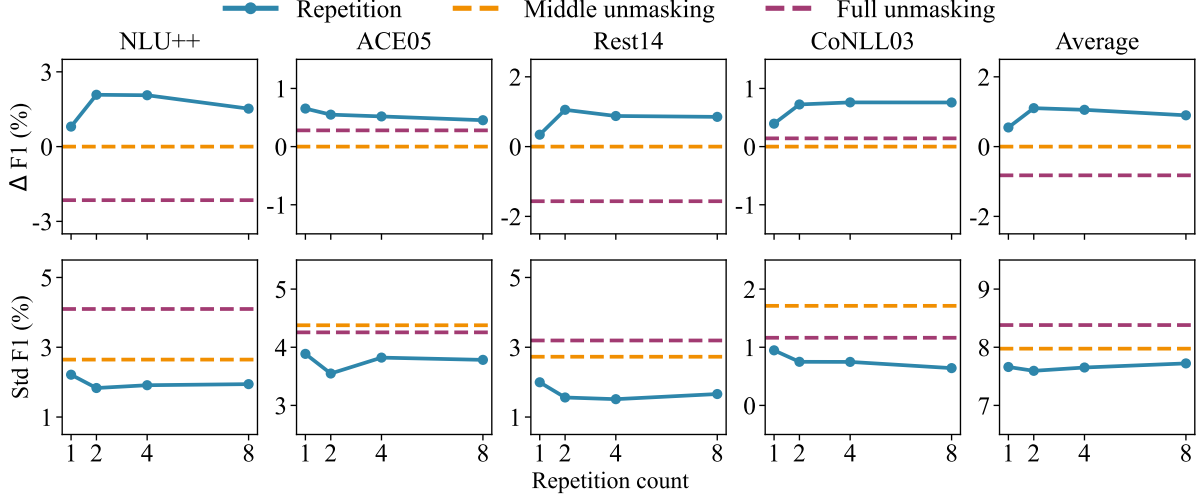 Repetition Middle unmasking Full unmasking
NLU++ ACE05 Rest14 CoNLL03 Average
Δ F1 (%)
3 0 -3
1 0 -1
2 0 -2
1 0 -1
2 0 -2
Std F1 (%)
5 3 1
4 3
5 3 1
2 1 0
9 8 7
1 2 4 8 1 2 4 8 1 2 4 8 1 2 4 8 1 2 4 8
Repetition count